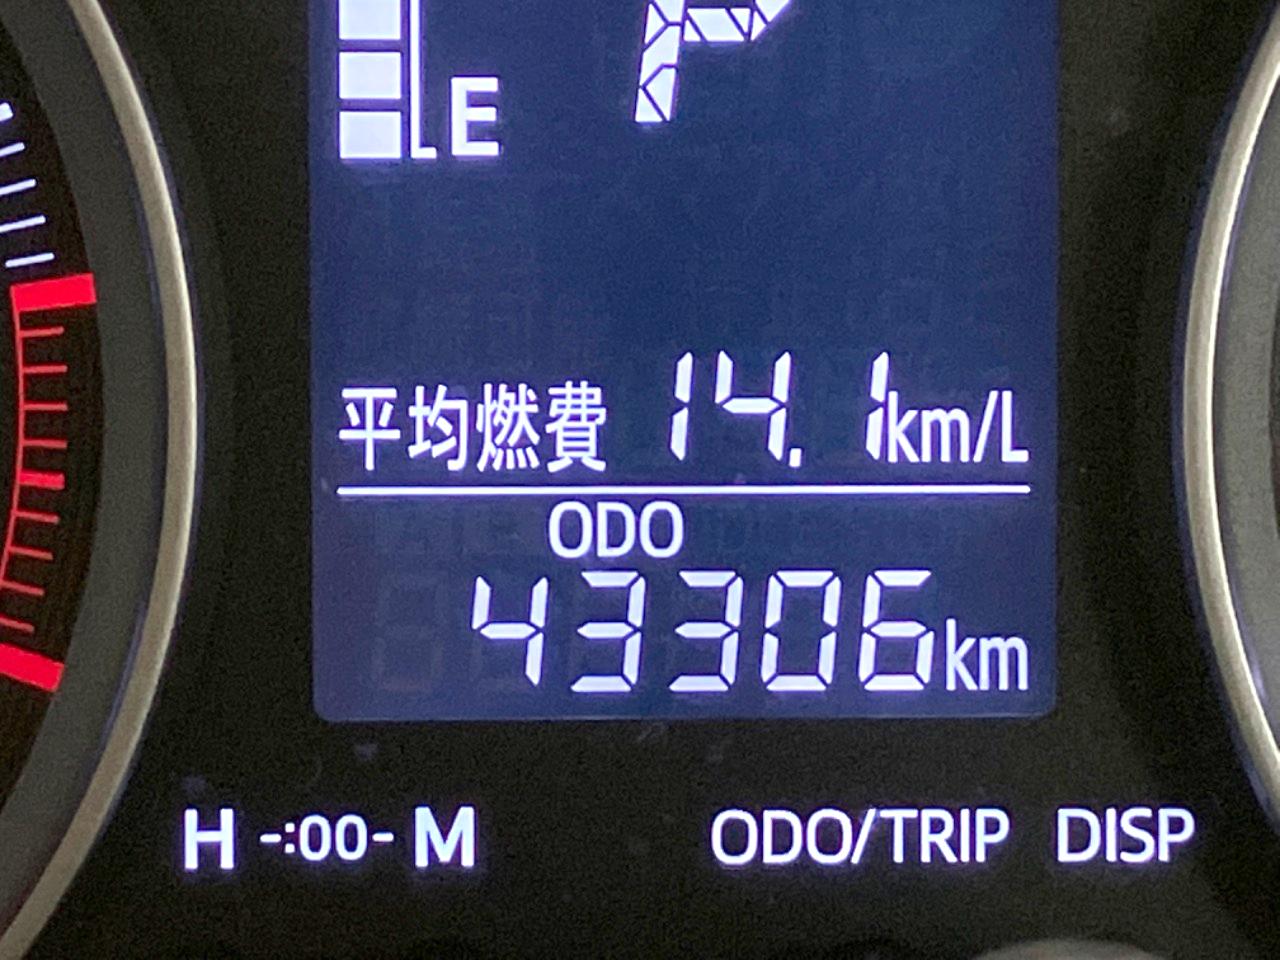 P
E
平均燃費 14.1km/L
ODO
43306km
H -:00- M ODO/TRIP DISP